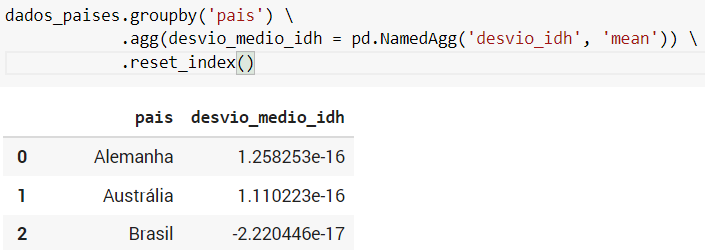 dados_paises.groupby('pais') \
.agg(desvio_medio_idh = pd.NamedAgg('desvio_idh', 'mean')) \
.reset_index()
pais desvio_medio_idh
0 Alemanha 1.258253e-16
1 Austrália 1.110223e-16
2 Brasil -2.220446e-17